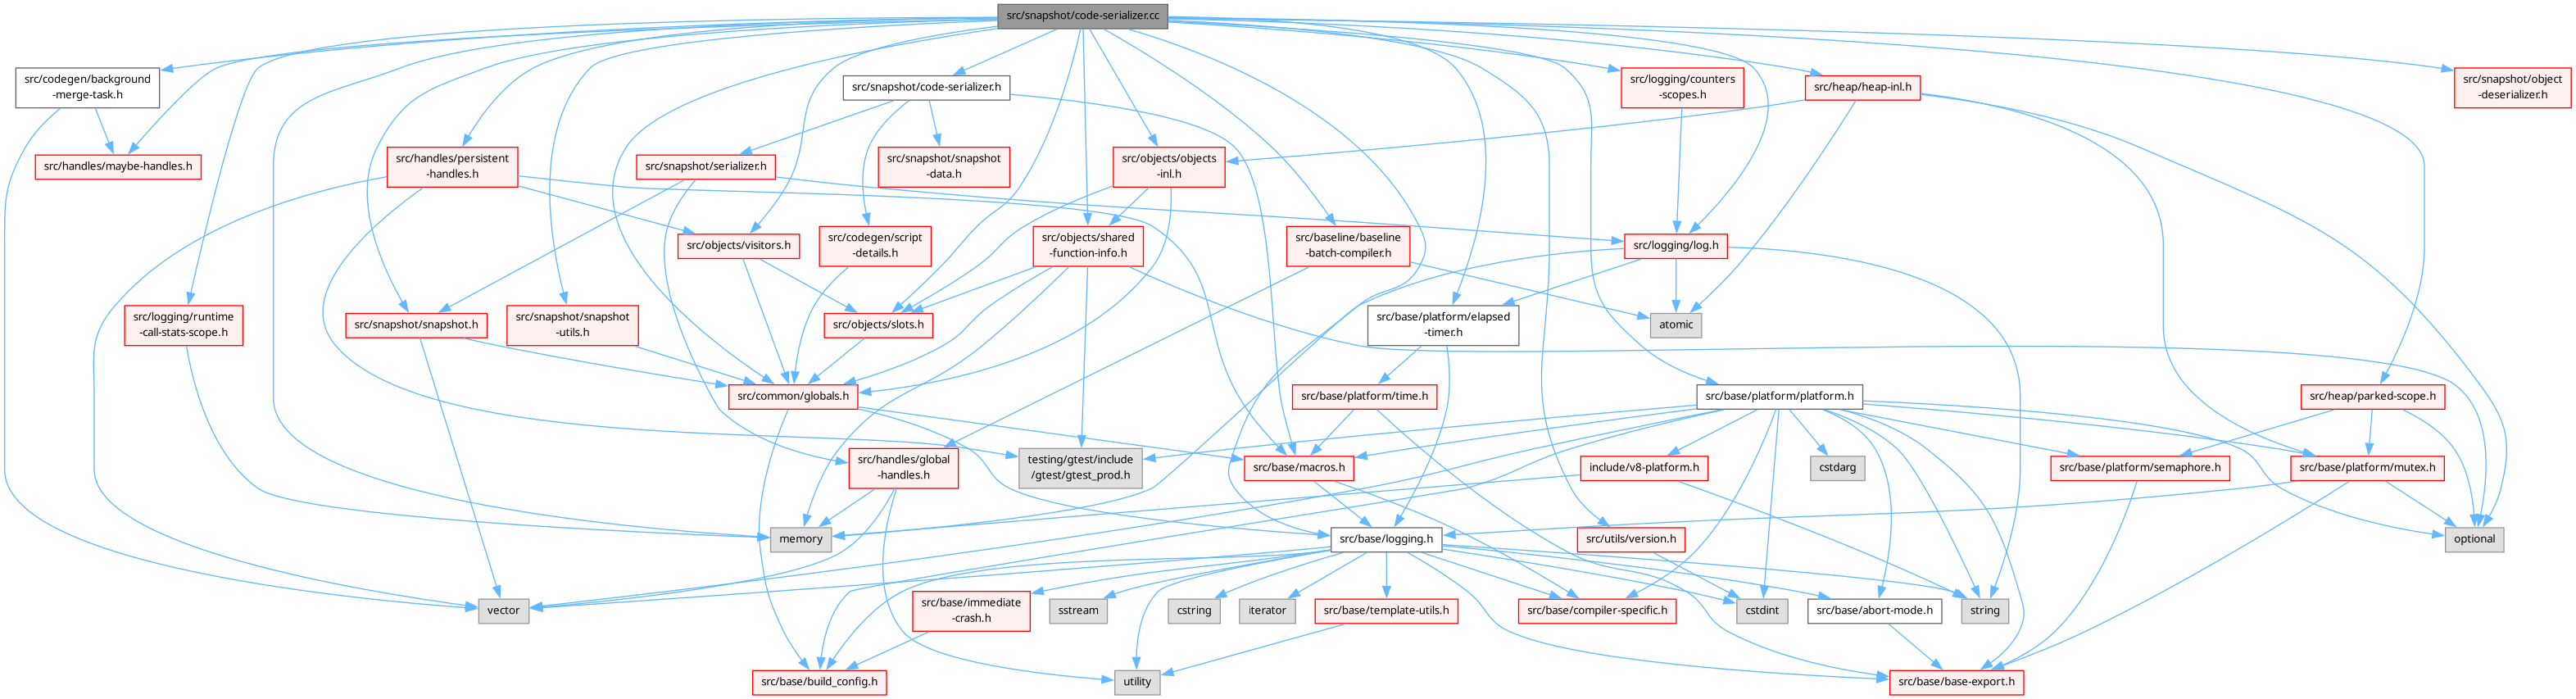 src/snapshot/code-serializer.cc
src/codegen/background
-merge-task.h
src/snapshot/code-serializer.h
src/logging/counters
-scopes.h
src/heap/heap-inl.h
src/snapshot/object
-deserializer.h
src/handles/maybe-handles.h
src/handles/persistent
-handles.h
src/snapshot/serializer.h
src/snapshot/snapshot
-data.h
src/objects/objects
-inl.h
src/objects/visitors.h
src/codegen/script
-details.h
src/objects/shared
-function-info.h
src/baseline/baseline
-batch-compiler.h
src/logging/log.h
src/logging/runtime
-call-stats-scope.h
src/snapshot/snapshot.h
src/snapshot/snapshot
-utils.h
src/objects/slots.h
src/base/platform/elapsed
-timer.h
atomic
src/common/globals.h
src/base/platform/time.h
src/base/platform/platform.h
src/heap/parked-scope.h
src/handles/global
-handles.h
testing/gtest/include
/gtest/gtest_prod.h
src/base/macros.h
include/v8-platform.h
cstdarg
src/base/platform/semaphore.h
src/base/platform/mutex.h
memory
src/base/logging.h
src/utils/version.h
optional
vector
src/base/immediate
-crash.h
sstream
cstring
iterator
src/base/template-utils.h
src/base/compiler-specific.h
cstdint
src/base/abort-mode.h
string
src/base/build_config.h
utility
src/base/base-export.h